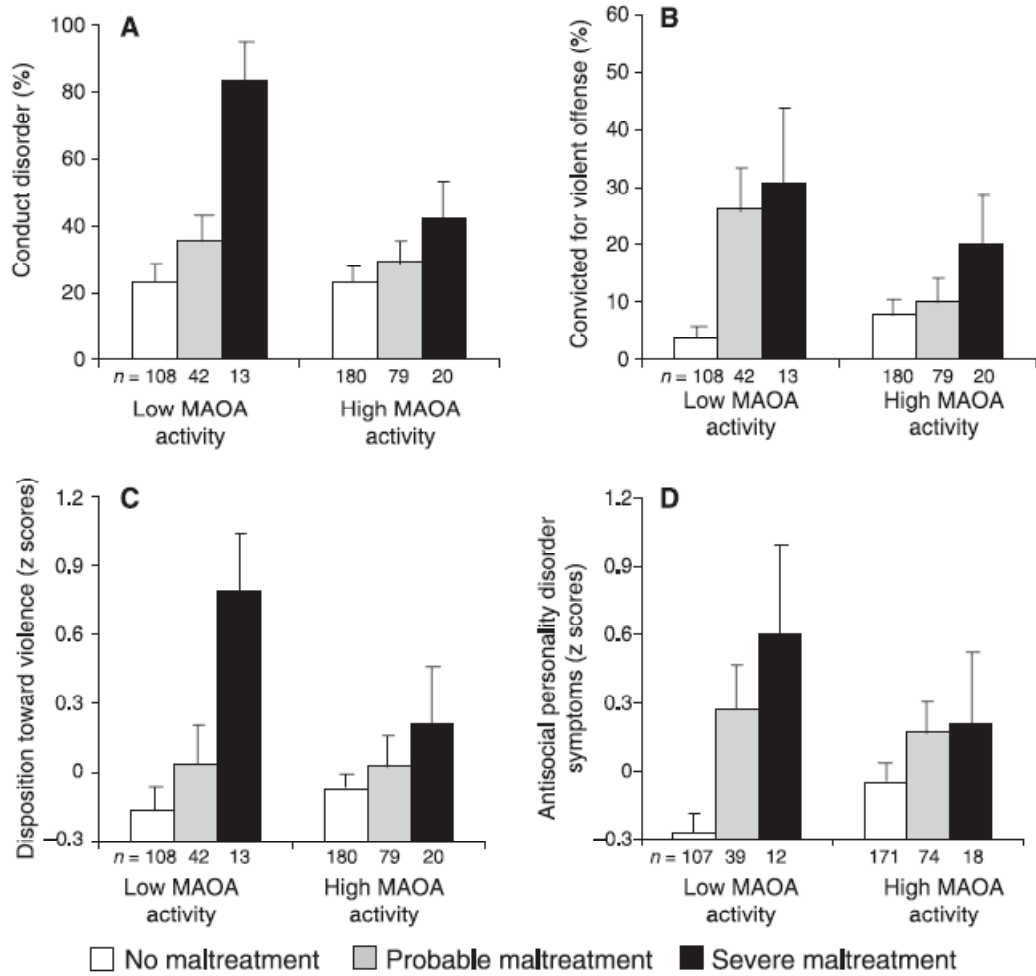 A
Conduct disorder (%)
100
80
60
40
20
0
n = 108 42 13
180 79 20
Low MAOA
activity
High MAOA
activity
B
Convicted for violent offense (%)
60
50
40
30
20
10
0
n = 108 42 13
180 79 20
Low MAOA
activity
High MAOA
activity
C
Disposition toward violence (z scores)
1.2
0.9
0.6
0.3
0
–0.3
n = 108 42 13
180 79 20
Low MAOA
activity
High MAOA
activity
D
Antisocial personality disorder
symptoms (z scores)
1.2
0.9
0.6
0.3
0
–0.3
n = 107 39 12
171 74 18
Low MAOA
activity
High MAOA
activity
No maltreatment Probable maltreatment Severe maltreatment